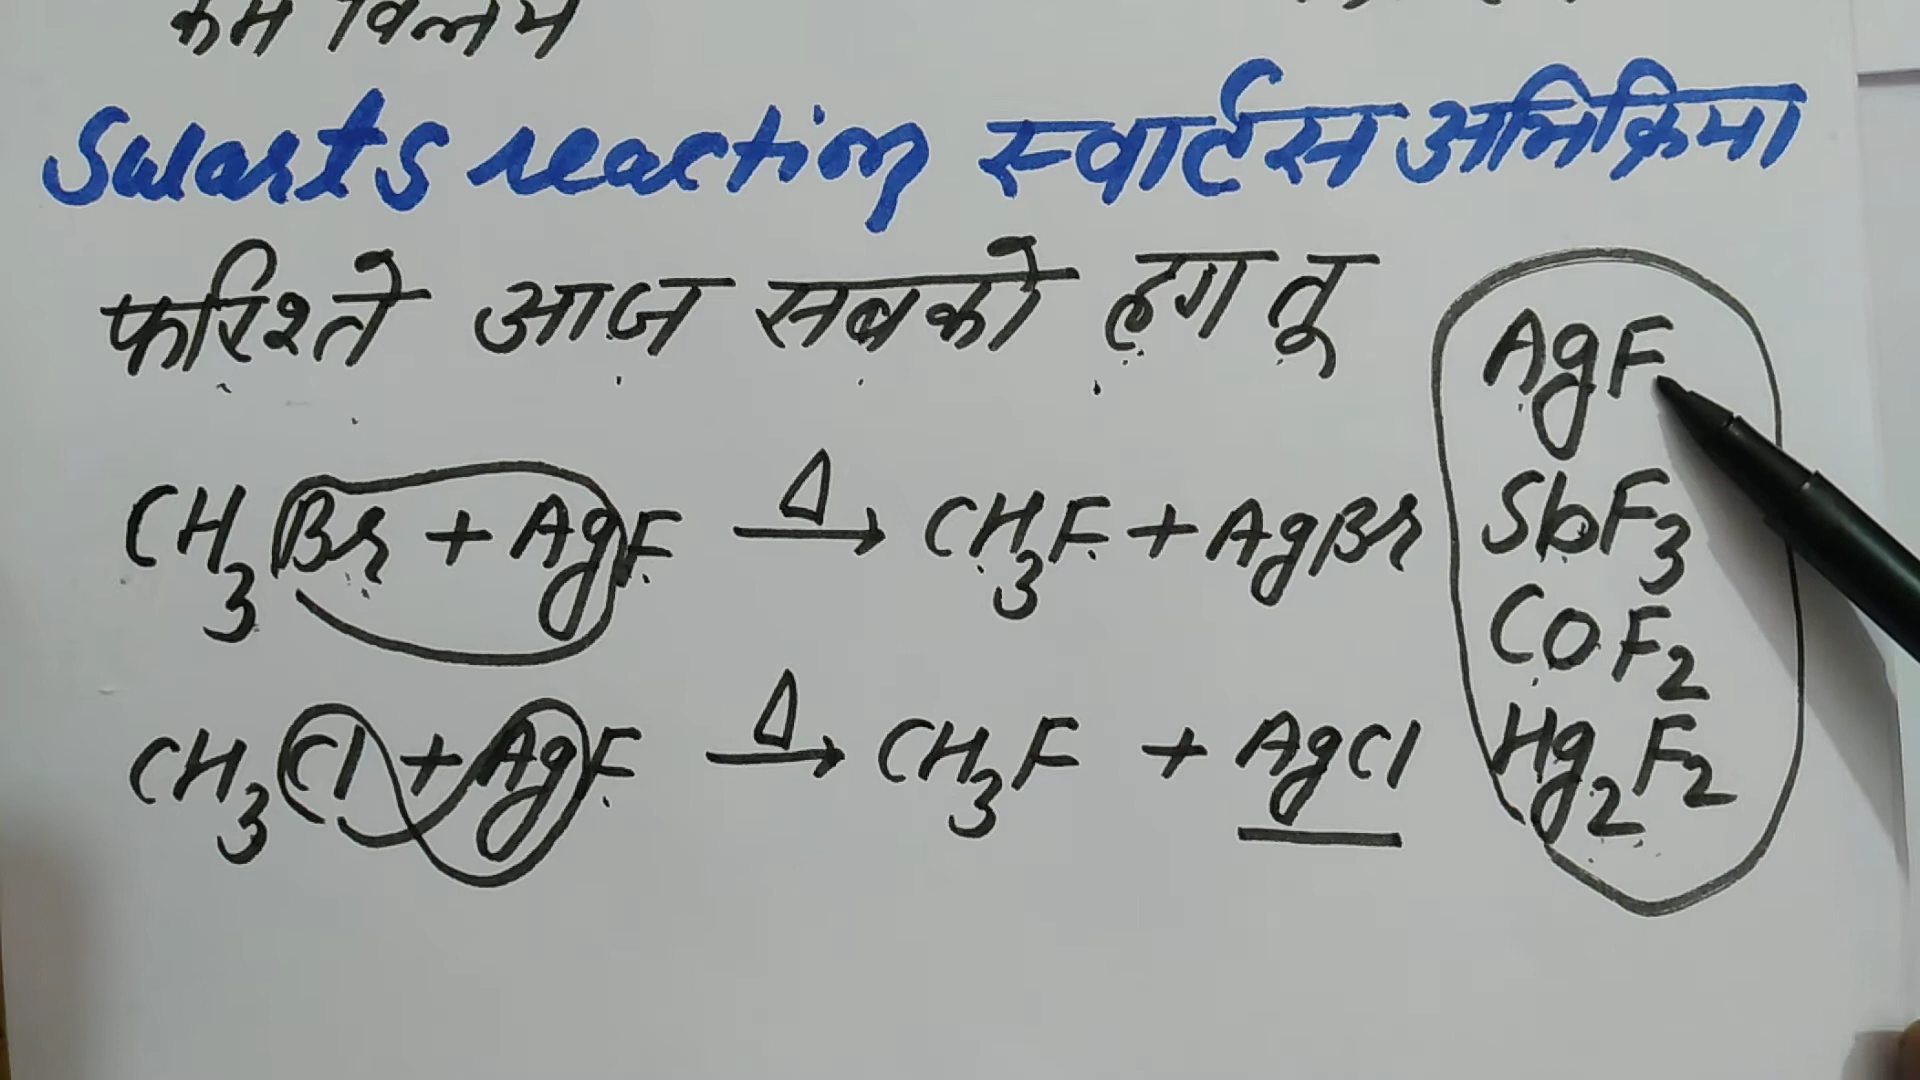 कम विलेय
Swarts reaction स्वार्टस अभिक्रिया
फरिश्ते आज सबको हग तू
CH₃Br + AgF —Δ→ CH₃F + AgBr
CH₃Cl + AgF —Δ→ CH₃F + AgCl
AgF
SbF₃
CoF₂
Hg₂F₂